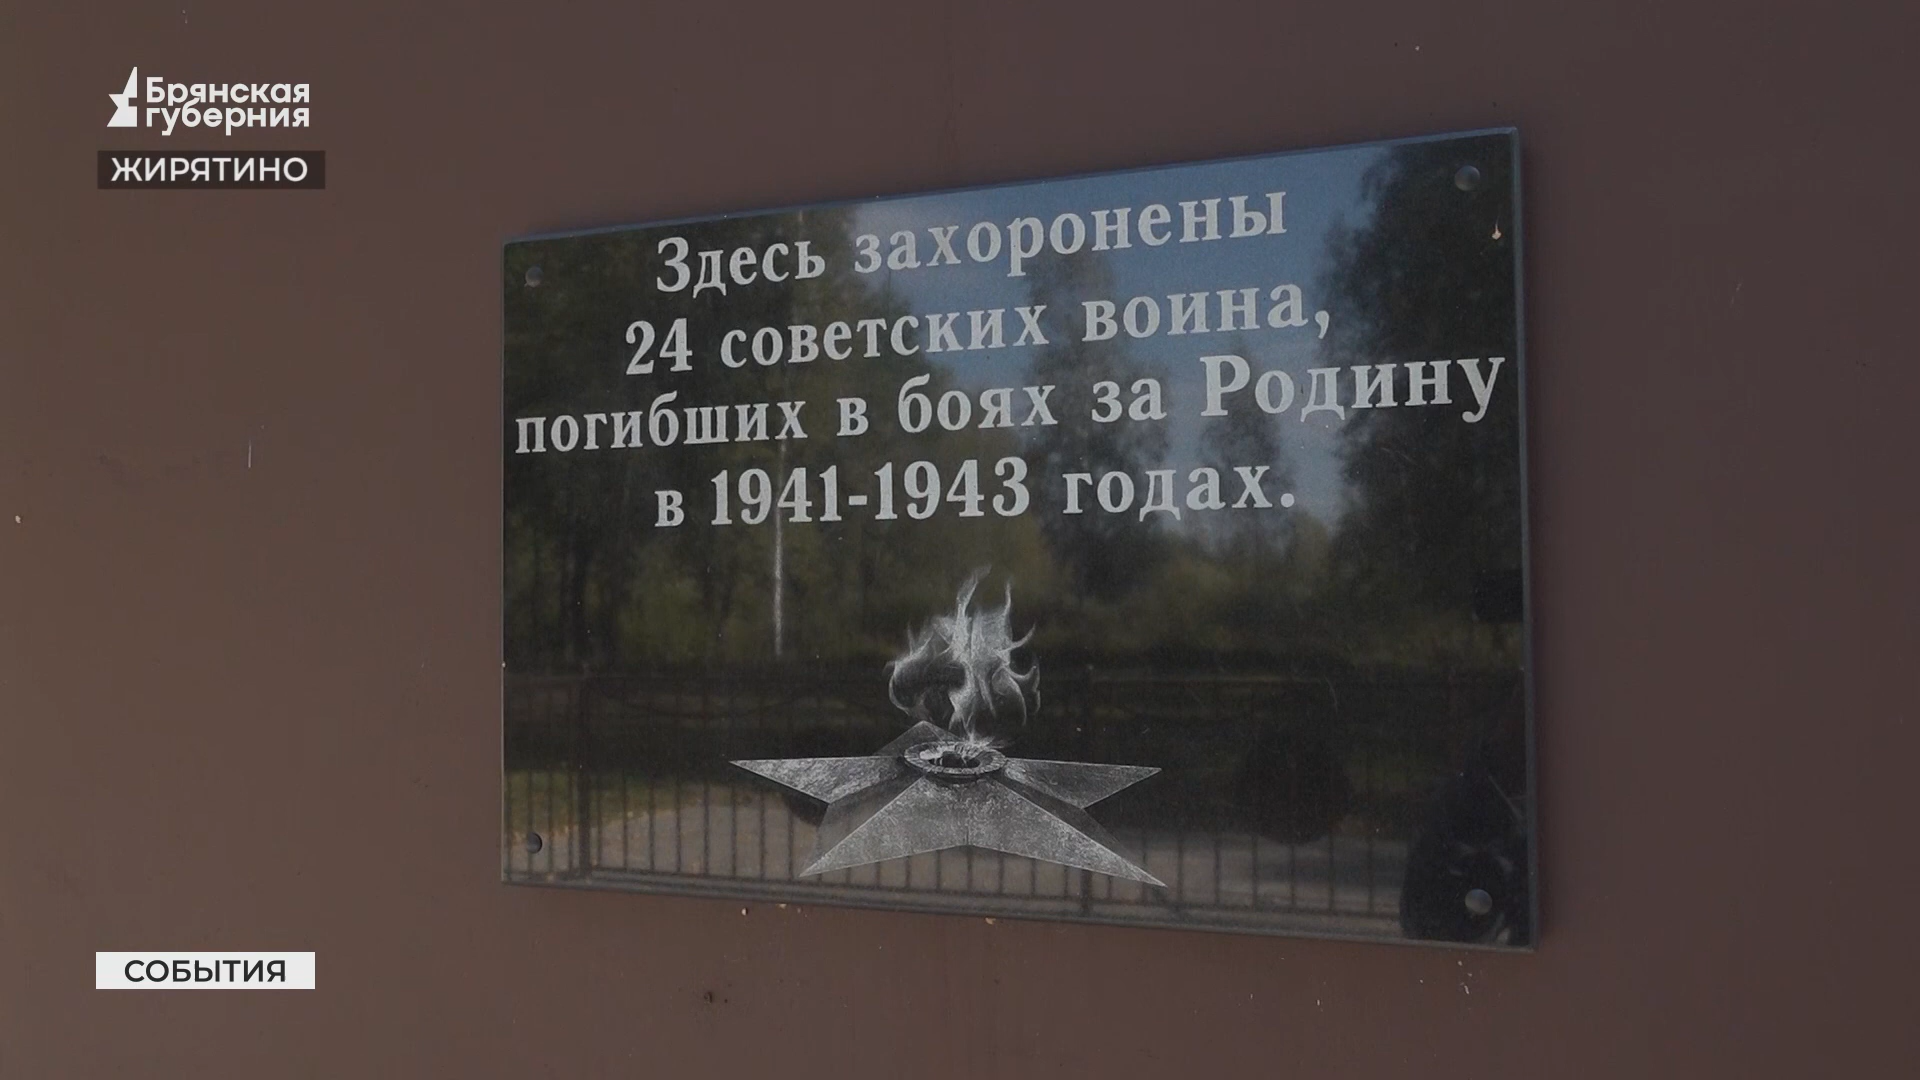 Брянская
губерния
ЖИРЯТИНО
Здесь захоронены
24 советских воина,
погибших в боях за Родину
в 1941-1943 годах.
СОБЫТИЯ